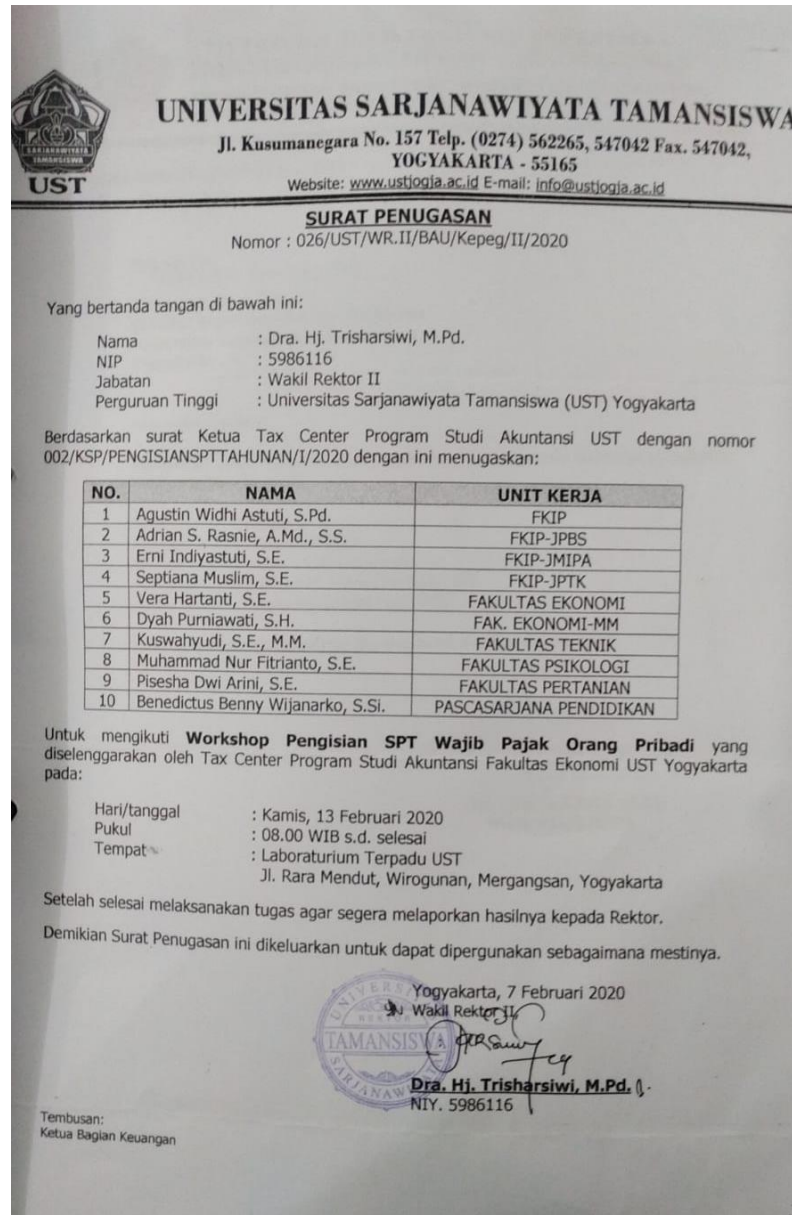 UNIVERSITAS SARJANAWIYATA TAMANSISWA
Jl. Kusumanegara No. 157 Telp. (0274) 562265, 547042 Fax. 547042,
YOGYAKARTA - 55165
Website: www.ustjogja.ac.id E-mail: info@ustjogja.ac.id
SARJANAWIYATA
TAMANSISWA
UST
SURAT PENUGASAN
Nomor : 026/UST/WR.II/BAU/Kepeg/II/2020
Yang bertanda tangan di bawah ini:
Nama : Dra. Hj. Trisharsiwi, M.Pd.
NIP : 5986116
Jabatan : Wakil Rektor II
Perguruan Tinggi : Universitas Sarjanawiyata Tamansiswa (UST) Yogyakarta
Berdasarkan surat Ketua Tax Center Program Studi Akuntansi UST dengan nomor
002/KSP/PENGISIANSPTTAHUNAN/I/2020 dengan ini menugaskan:
NO. NAMA UNIT KERJA
1 Agustin Widhi Astuti, S.Pd. FKIP
2 Adrian S. Rasnie, A.Md., S.S. FKIP-JPBS
3 Erni Indiyastuti, S.E. FKIP-JMIPA
4 Septiana Muslim, S.E. FKIP-JPTK
5 Vera Hartanti, S.E. FAKULTAS EKONOMI
6 Dyah Purniawati, S.H. FAK. EKONOMI-MM
7 Kuswahyudi, S.E., M.M. FAKULTAS TEKNIK
8 Muhammad Nur Fitrianto, S.E. FAKULTAS PSIKOLOGI
9 Pisesha Dwi Arini, S.E. FAKULTAS PERTANIAN
10 Benedictus Benny Wijanarko, S.Si. PASCASARJANA PENDIDIKAN
Untuk mengikuti Workshop Pengisian SPT Wajib Pajak Orang Pribadi yang
diselenggarakan oleh Tax Center Program Studi Akuntansi Fakultas Ekonomi UST Yogyakarta
pada:
Hari/tanggal : Kamis, 13 Februari 2020
Pukul : 08.00 WIB s.d. selesai
Tempat : Laboraturium Terpadu UST
Jl. Rara Mendut, Wirogunan, Mergangsan, Yogyakarta
Setelah selesai melaksanakan tugas agar segera melaporkan hasilnya kepada Rektor.
Demikian Surat Penugasan ini dikeluarkan untuk dapat dipergunakan sebagaimana mestinya.
Yogyakarta, 7 Februari 2020
Wakil Rektor II
UNIVERSITAS
TAMANSISWA
SARJANAWIYATA
Dra. Hj. Trisharsiwi, M.Pd.
NIY. 5986116
Tembusan:
Ketua Bagian Keuangan